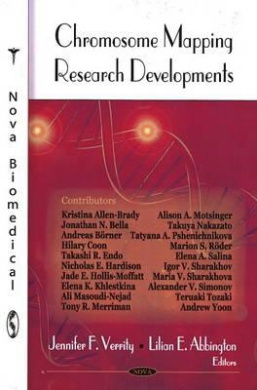 Nova Biomedical
Chromosome Mapping
Research Developments
Contributors
Kristina Allen-Brady
Jonathan N. Bella
Andreas Börner
Hilary Coon
Takashi R. Endo
Nicholas E. Hardison
Jade E. Hollis-Moffatt
Elena K. Khlestkina
Ali Masoudi-Nejad
Tony R. Merriman
Alison A. Motsinger
Takuya Nakazato
Tatyana A. Pshenichnikova
Marion S. Röder
Elena A. Salina
Igor V. Sharakhov
Maria V. Sharakhova
Alexander V. Simonov
Teruaki Tozaki
Andrew Yoon
Jennifer F. Verrity • Lilian E. Abbington
Editors
NOVA